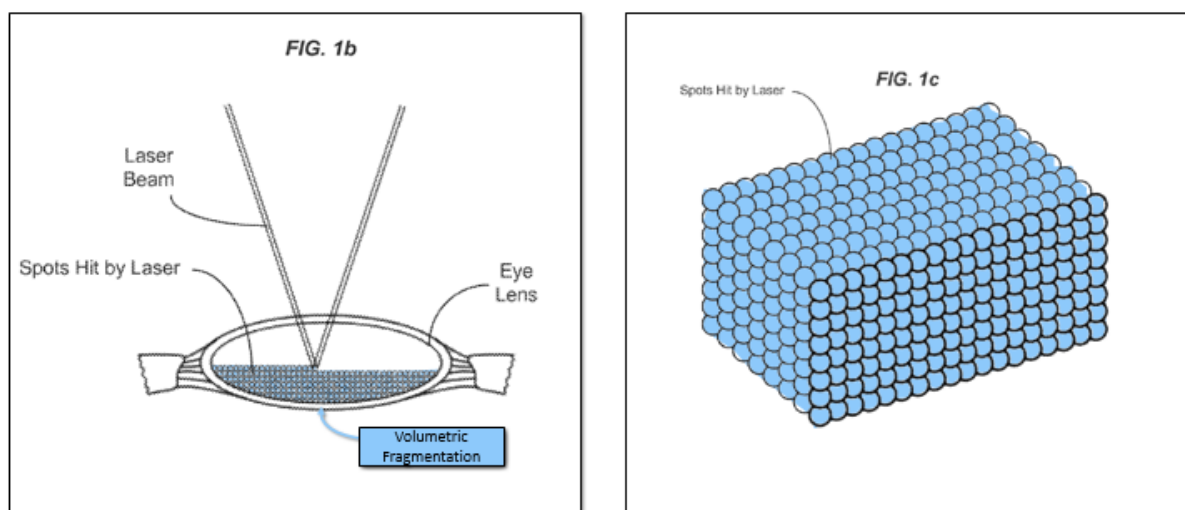 FIG. 1b
Laser
Beam
Spots Hit by Laser
Eye
Lens
Volumetric
Fragmentation
FIG. 1c
Spots Hit by Laser